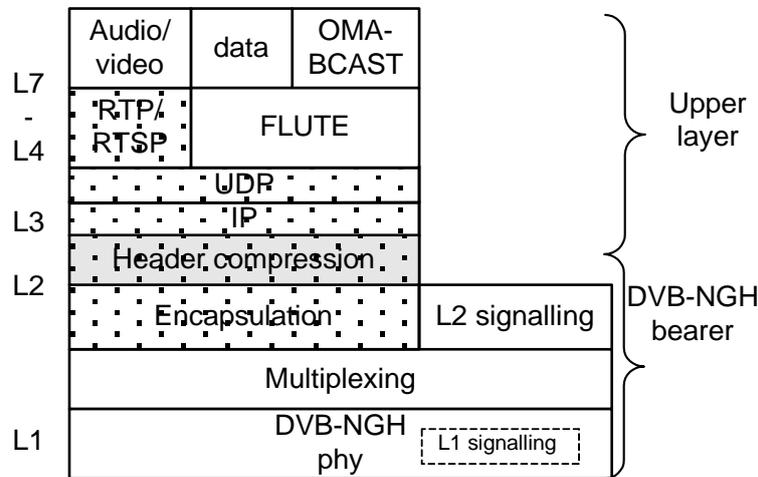 Audio/
video
data
OMA-
BCAST
L7
-
L4
RTP/
RTSP
FLUTE
Upper
layer
UDP
L3
IP
Header compression
L2
Encapsulation
L2 signalling
DVB-NGH
bearer
Multiplexing
L1
DVB-NGH
phy
L1 signalling